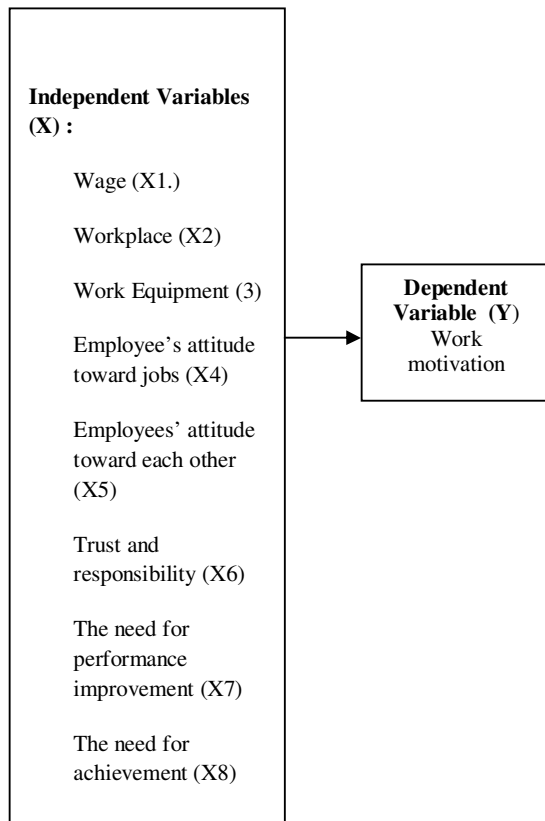 Independent Variables
(X) :
Wage (X1.)
Workplace (X2)
Work Equipment (3)
Employee's attitude
toward jobs (X4)
Employees' attitude
toward each other
(X5)
Trust and
responsibility (X6)
The need for
performance
improvement (X7)
The need for
achievement (X8)
Dependent
Variable (Y)
Work
motivation